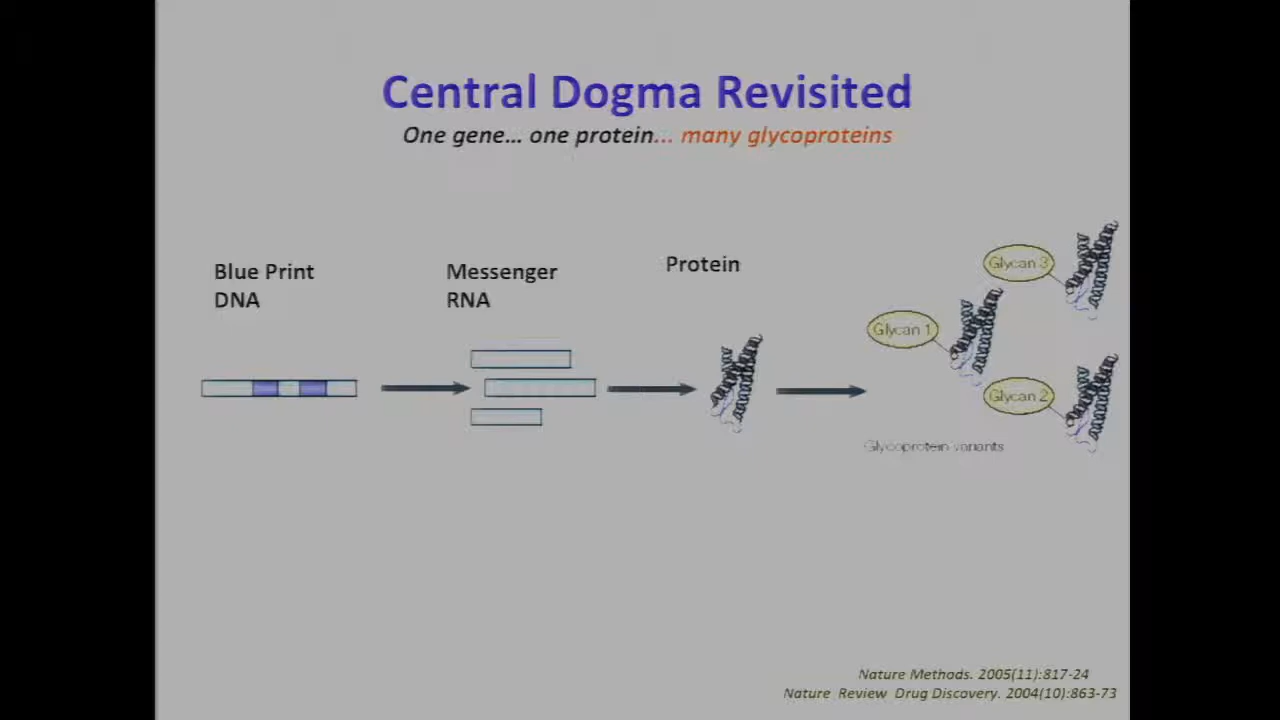 Central Dogma Revisited
One gene... one protein... many glycoproteins
Blue Print
DNA
Messenger
RNA
Protein
Glycan 3
Glycan 1
Glycan 2
Glycoprotein variants
Nature Methods. 2005(11):817-24
Nature Review Drug Discovery. 2004(10):863-73